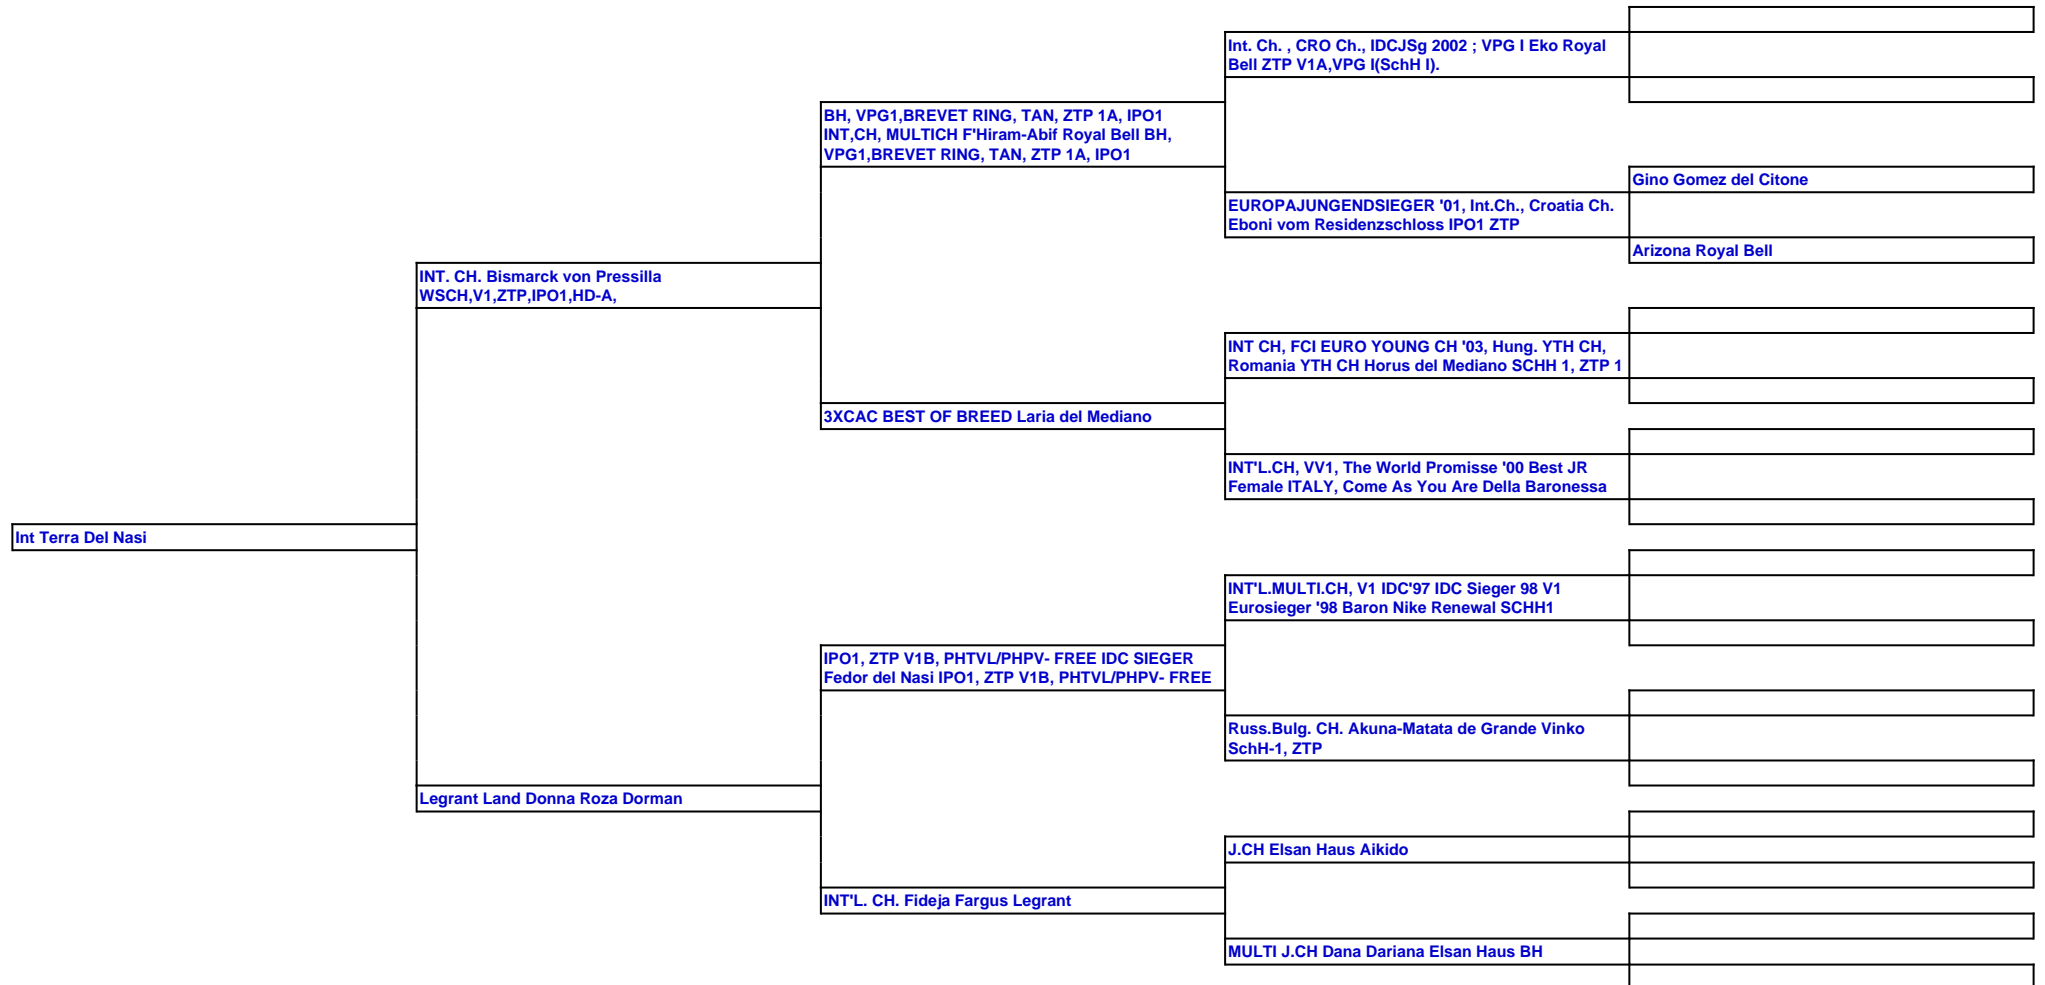 Int. Ch. , CRO Ch., IDCJSg 2002 ; VPG I Eko Royal
Bell ZTP V1A,VPG I(SchH I).
BH, VPG1,BREVET RING, TAN, ZTP 1A, IPO1
INT,CH, MULTICH F'Hiram-Abif Royal Bell BH,
VPG1,BREVET RING, TAN, ZTP 1A, IPO1
Gino Gomez del Citone
EUROPAJUNGENDSIEGER '01, Int.Ch., Croatia Ch.
Eboni vom Residenzschloss IPO1 ZTP
Arizona Royal Bell
INT. CH. Bismarck von Pressilla
WSCH,V1,ZTP,IPO1,HD-A,
INT CH, FCI EURO YOUNG CH '03, Hung. YTH CH,
Romania YTH CH Horus del Mediano SCHH 1, ZTP 1
3XCAC BEST OF BREED Laria del Mediano
INT'L.CH, VV1, The World Promisse '00 Best JR
Female ITALY, Come As You Are Della Baronessa
Int Terra Del Nasi
INT'L.MULTI.CH, V1 IDC'97 IDC Sieger 98 V1
Eurosieger '98 Baron Nike Renewal SCHH1
IPO1, ZTP V1B, PHTVL/PHPV- FREE IDC SIEGER
Fedor del Nasi IPO1, ZTP V1B, PHTVL/PHPV- FREE
Russ.Bulg. CH. Akuna-Matata de Grande Vinko
SchH-1, ZTP
Legrant Land Donna Roza Dorman
J.CH Elsan Haus Aikido
INT'L. CH. Fideja Fargus Legrant
MULTI J.CH Dana Dariana Elsan Haus BH